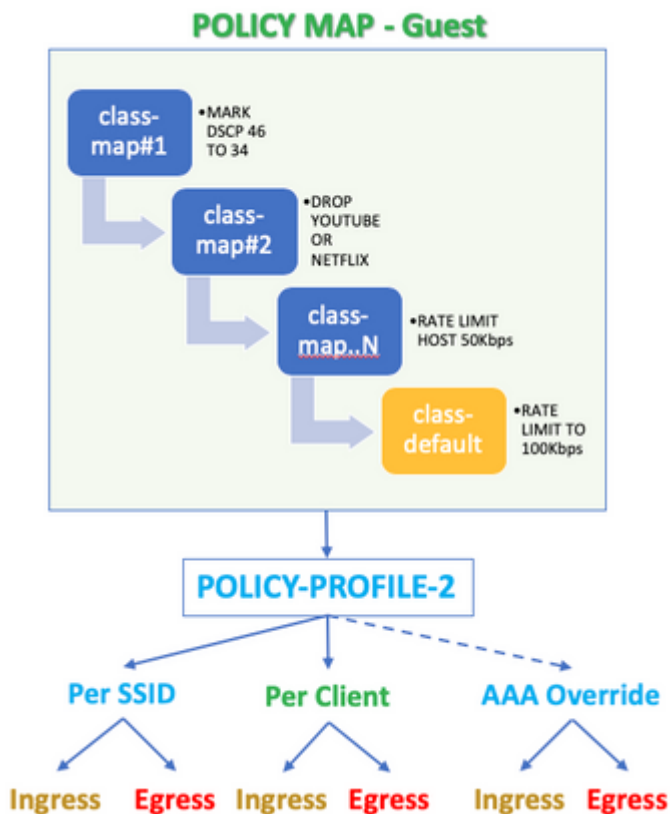 POLICY MAP - Guest
class-
map#1
•MARK
DSCP 46
TO 34
class-
map#2
•DROP
YOUTUBE
OR
NETFLIX
class-
map..N
•RATE LIMIT
HOST 50Kbps
class-
default
•RATE
LIMIT TO
100Kbps
POLICY-PROFILE-2
Per SSID
Per Client
AAA Override
Ingress
Egress
Ingress
Egress
Ingress
Egress